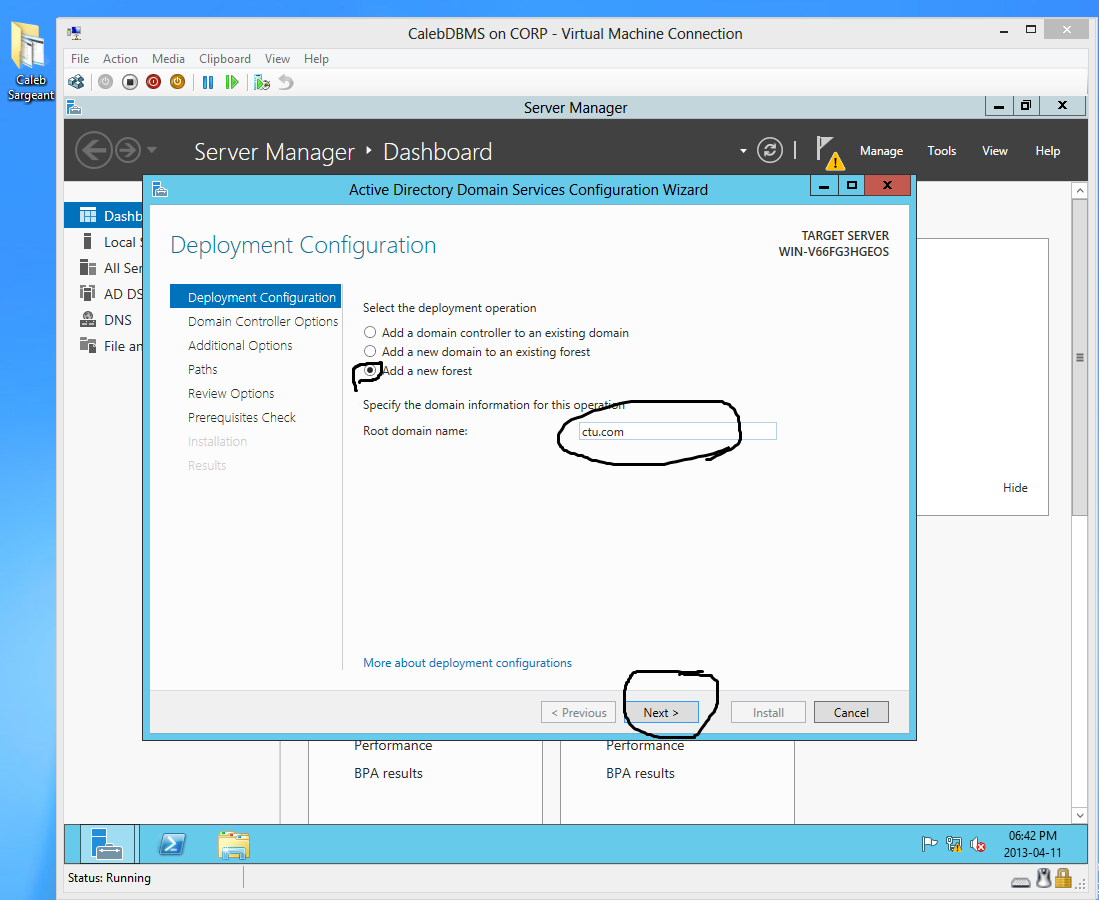 Caleb
Sargeant
CalebDBMS on CORP - Virtual Machine Connection
File Action Media Clipboard View Help
Server Manager
Server Manager Dashboard
Manage Tools View Help
Active Directory Domain Services Configuration Wizard
Deployment Configuration
TARGET SERVER
WIN-V66FG3HGEOS
Dashb
Local S
All Ser
AD DS
DNS
File an
Deployment Configuration
Domain Controller Options
Additional Options
Paths
Review Options
Prerequisites Check
Installation
Results
Select the deployment operation
Add a domain controller to an existing domain
Add a new domain to an existing forest
Add a new forest
Specify the domain information for this operation
Root domain name: ctu.com
Hide
More about deployment configurations
< Previous Next > Install Cancel
Performance Performance
BPA results BPA results
06:42 PM
2013-04-11
Status: Running